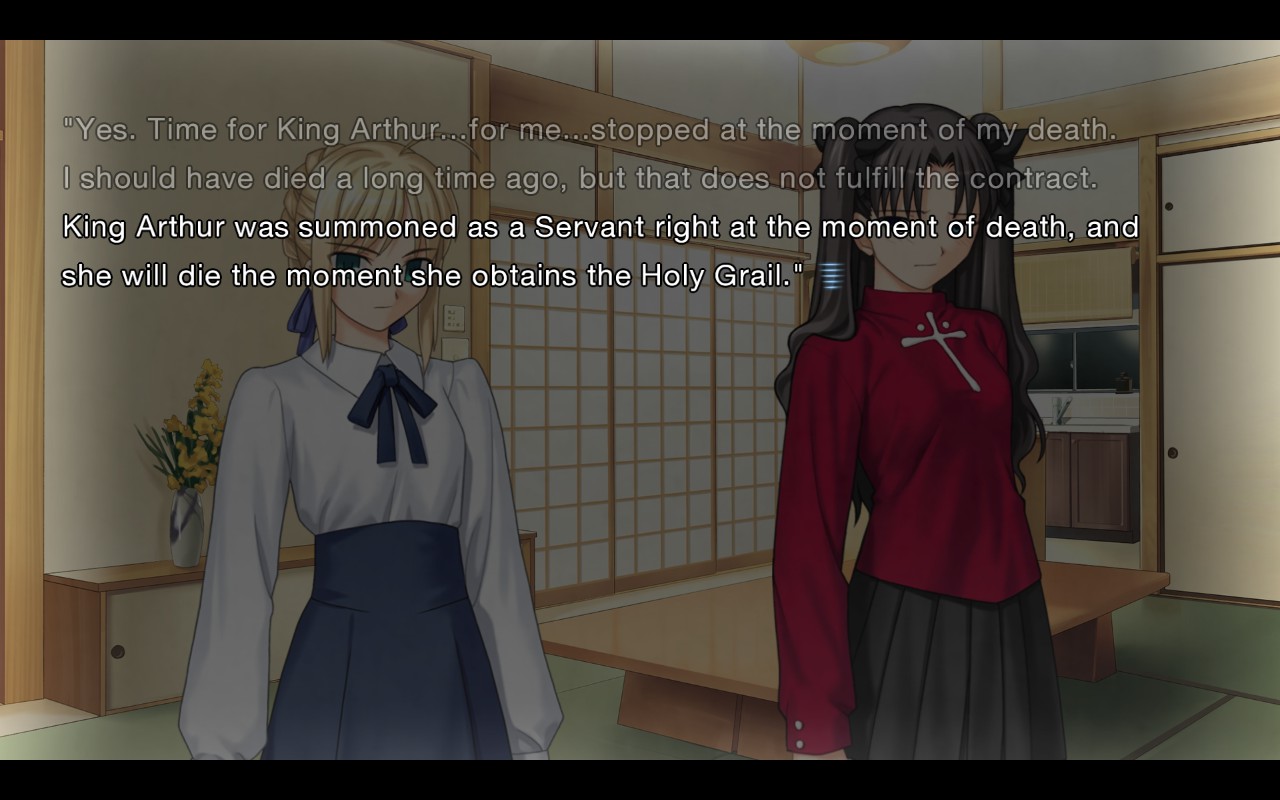 "Yes. Time for King Arthur...for me...stopped at the moment of my death.
I should have died a long time ago, but that does not fulfill the contract.
King Arthur was summoned as a Servant right at the moment of death, and
she will die the moment she obtains the Holy Grail."